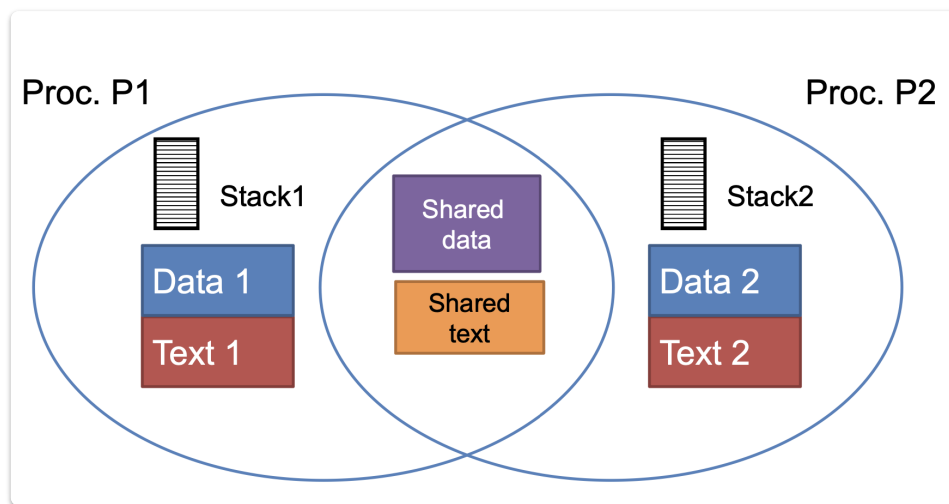 Proc. P1
Proc. P2
Stack1
Shared
data
Stack2
Data 1
Data 2
Shared
text
Text 1
Text 2